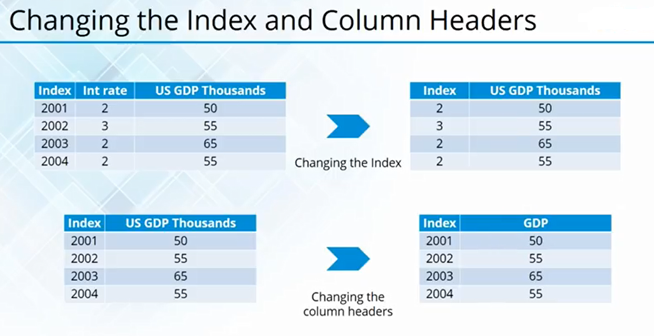 Changing the Index and Column Headers
Index Int rate US GDP Thousands
2001 2 50
2002 3 55
2003 2 65
2004 2 55
Changing the Index
Index US GDP Thousands
2 50
3 55
2 65
2 55
Index US GDP Thousands
2001 50
2002 55
2003 65
2004 55
Changing the
column headers
Index GDP
2001 50
2002 55
2003 65
2004 55